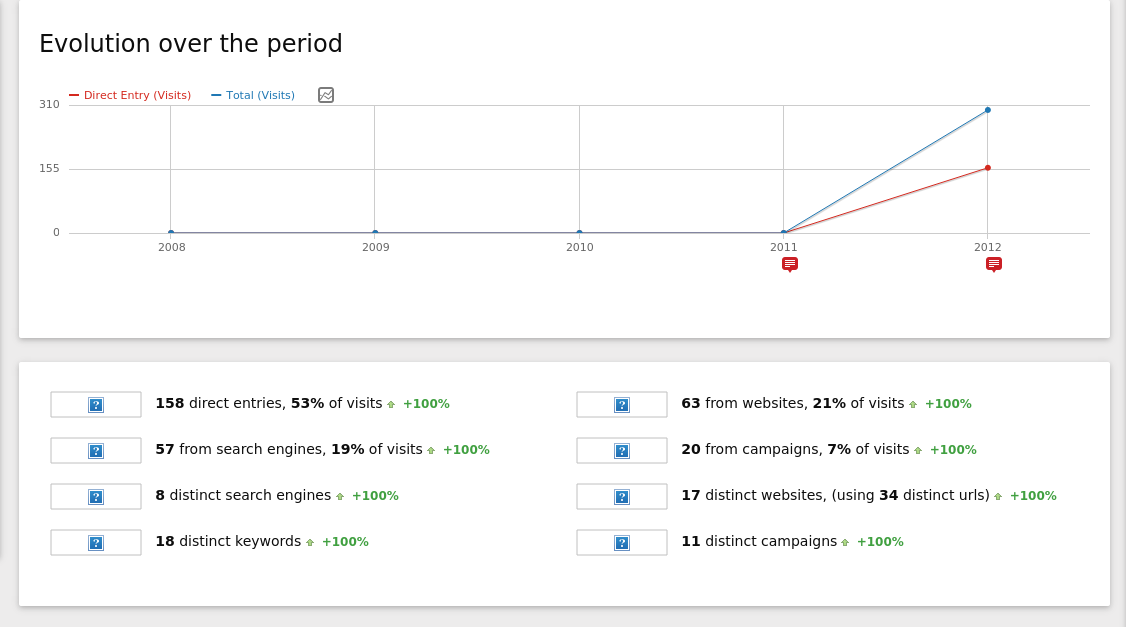 Evolution over the period
Direct Entry (Visits) Total (Visits)
310
155
0
2008 2009 2010 2011 2012
? 158 direct entries, 53% of visits +100%
? 63 from websites, 21% of visits +100%
? 57 from search engines, 19% of visits +100%
? 20 from campaigns, 7% of visits +100%
? 8 distinct search engines +100%
? 17 distinct websites, (using 34 distinct urls) +100%
? 18 distinct keywords +100%
? 11 distinct campaigns +100%